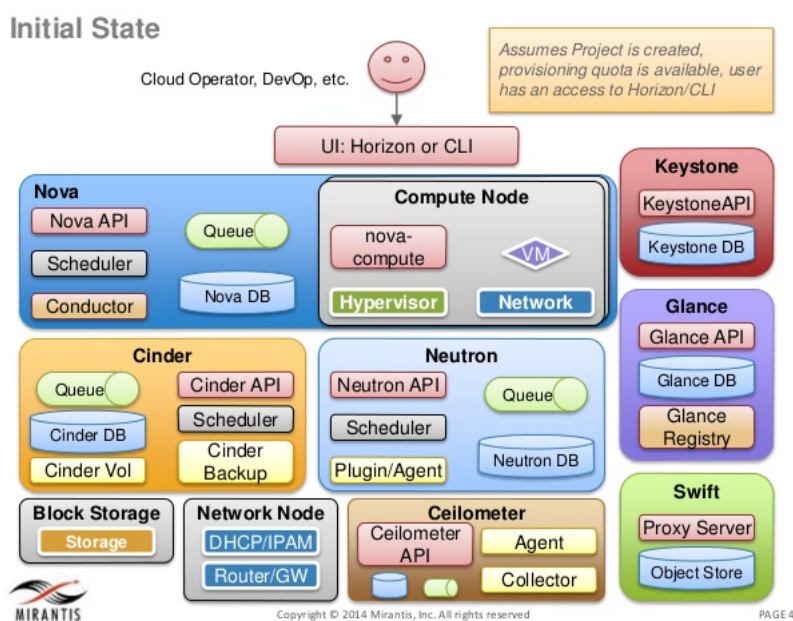 Initial State
Cloud Operator, DevOp, etc.
Assumes Project is created,
provisioning quota is available, user
has an access to Horizon/CLI
UI: Horizon or CLI
Nova
Nova API
Scheduler
Conductor
Queue
Nova DB
Compute Node
nova-
compute
VM
Hypervisor
Network
Keystone
KeystoneAPI
Keystone DB
Glance
Glance API
Glance DB
Glance
Registry
Cinder
Queue
Cinder DB
Cinder Vol
Cinder API
Scheduler
Cinder
Backup
Neutron
Neutron API
Scheduler
Plugin/Agent
Queue
Neutron DB
Block Storage
Storage
Network Node
DHCP/IPAM
Router/GW
Ceilometer
Ceilometer
API
Agent
Collector
Swift
Proxy Server
Object Store
MIRANTIS
Copyright © 2014 Mirantis, Inc. All rights reserved
PAGE 4